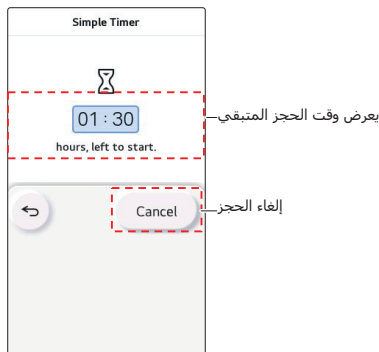 Simple Timer
01 : 30
hours, left to start.
يعرض وقت الحجز المتبقي
Cancel
إلغاء الحجز